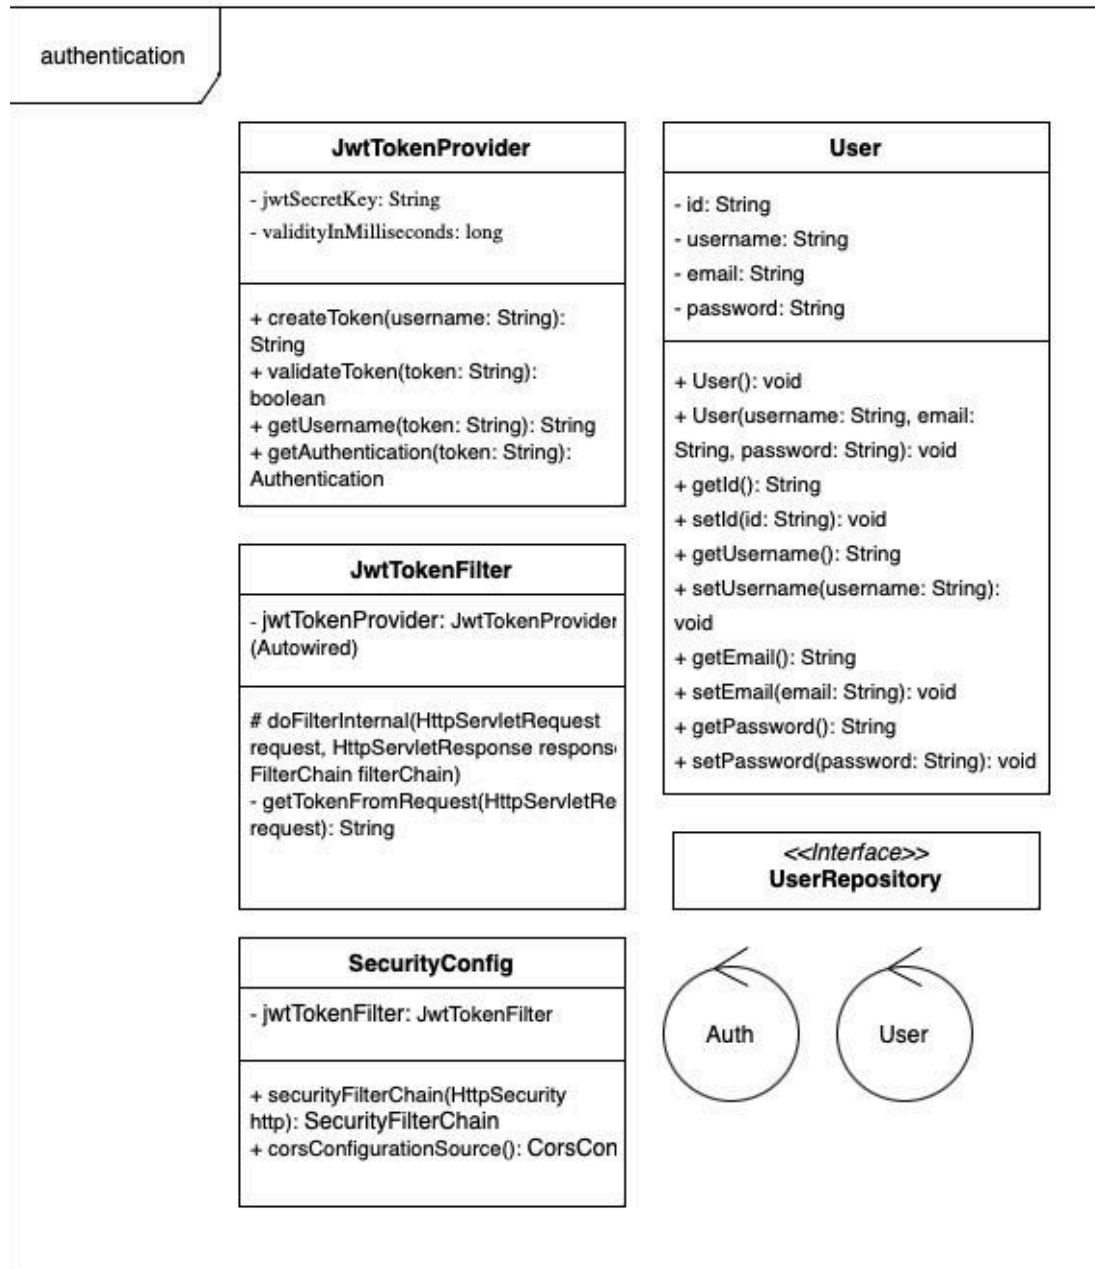 authentication
JwtTokenProvider
- jwtSecretKey: String
- validityInMilliseconds: long
+ createToken(username: String):
String
+ validateToken(token: String):
boolean
+ getUsername(token: String): String
+ getAuthentication(token: String):
Authentication
JwtTokenFilter
- jwtTokenProvider: JwtTokenProvider
(Autowired)
# doFilterInternal(HttpServletRequest
request, HttpServletResponse response
FilterChain filterChain)
- getTokenFromRequest(HttpServletRe
request): String
SecurityConfig
- jwtTokenFilter: JwtTokenFilter
+ securityFilterChain(HttpSecurity
http): SecurityFilterChain
+ corsConfigurationSource(): CorsCon
User
- id: String
- username: String
- email: String
- password: String
+ User(): void
+ User(username: String, email:
String, password: String): void
+ getId(): String
+ setId(id: String): void
+ getUsername(): String
+ setUsername(username: String):
void
+ getEmail(): String
+ setEmail(email: String): void
+ getPassword(): String
+ setPassword(password: String): void
<<Interface>>
UserRepository
Auth
User